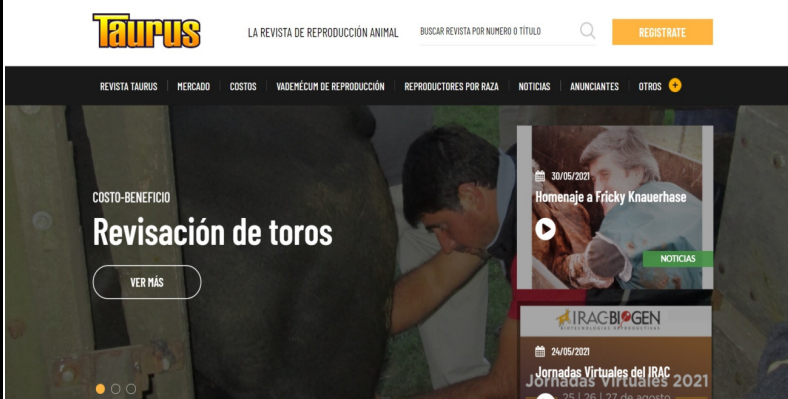 Taurus
LA REVISTA DE REPRODUCCIÓN ANIMAL
BUSCAR REVISTA POR NUMERO O TÍTULO
REGISTRATE
REVISTA TAURUS
MERCADO
COSTOS
VADEMÉCUM DE REPRODUCCIÓN
REPRODUCTORES POR RAZA
NOTICIAS
ANUNCIANTES
OTROS +
COSTO-BENEFICIO
Revisación de toros
VER MÁS
30/05/2021
Homenaje a Fricky Knauerhase
NOTICIAS
IRAC-BIOGEN
BIOTECNOLOGIAS REPRODUCTIVAS
24/05/2021
Jornadas Virtuales del IRAC
Jornadas Virtuales 2021
25 | 26 | 27 de agosto